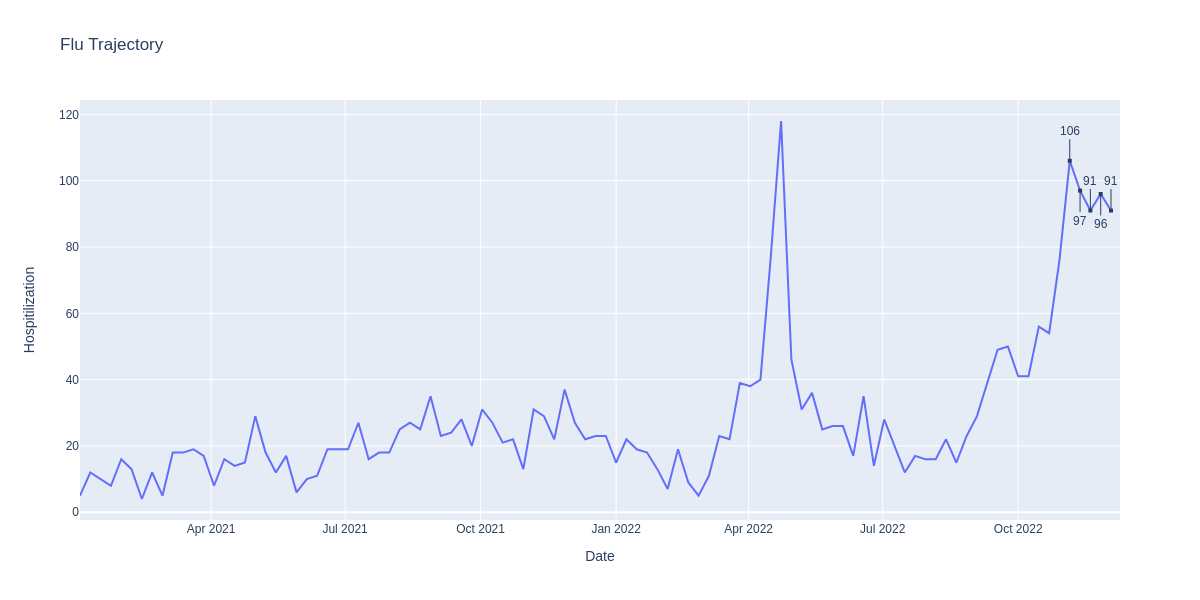 Flu Trajectory
120
100
80
60
40
20
0
Hospitilization
106
91
91
97
96
Apr 2021
Jul 2021
Oct 2021
Jan 2022
Apr 2022
Jul 2022
Oct 2022
Date